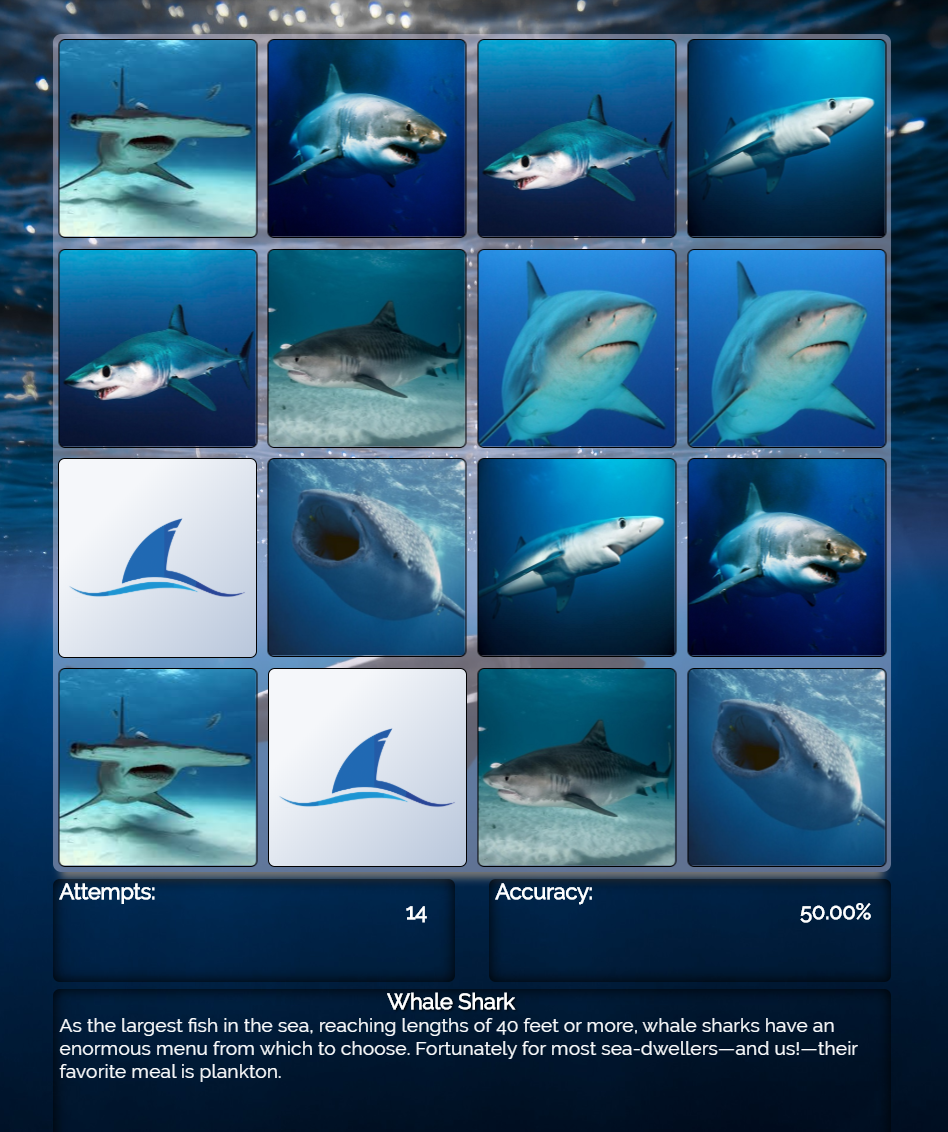 Attempts:
14
Accuracy:
50.00%
Whale Shark
As the largest fish in the sea, reaching lengths of 40 feet or more, whale sharks have an
enormous menu from which to choose. Fortunately for most sea-dwellers—and us!—their
favorite meal is plankton.